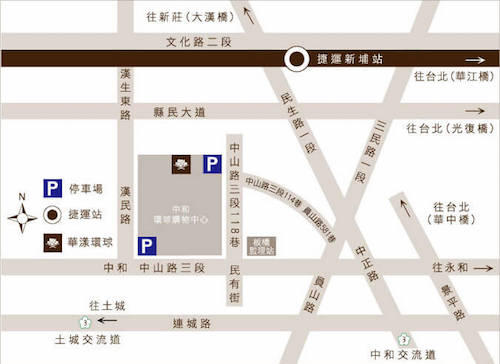 往新莊(大漢橋)
文化路二段
捷運新埔站
往台北(華江橋)
漢生東路
民生路一段
三民路一段
縣民大道
往台北(光復橋)
中山路三段118巷
中山路三段114巷
員山路581巷
中和
環球購物中心
N
P
停車場
捷運站
華漾環球
P
P
漢民路
板橋
監理站
往台北
(華中橋)
中和
中山路三段
民有街
員山路
中正路
往永和
景平路
往土城
連城路
3
土城交流道
3
中和交流道